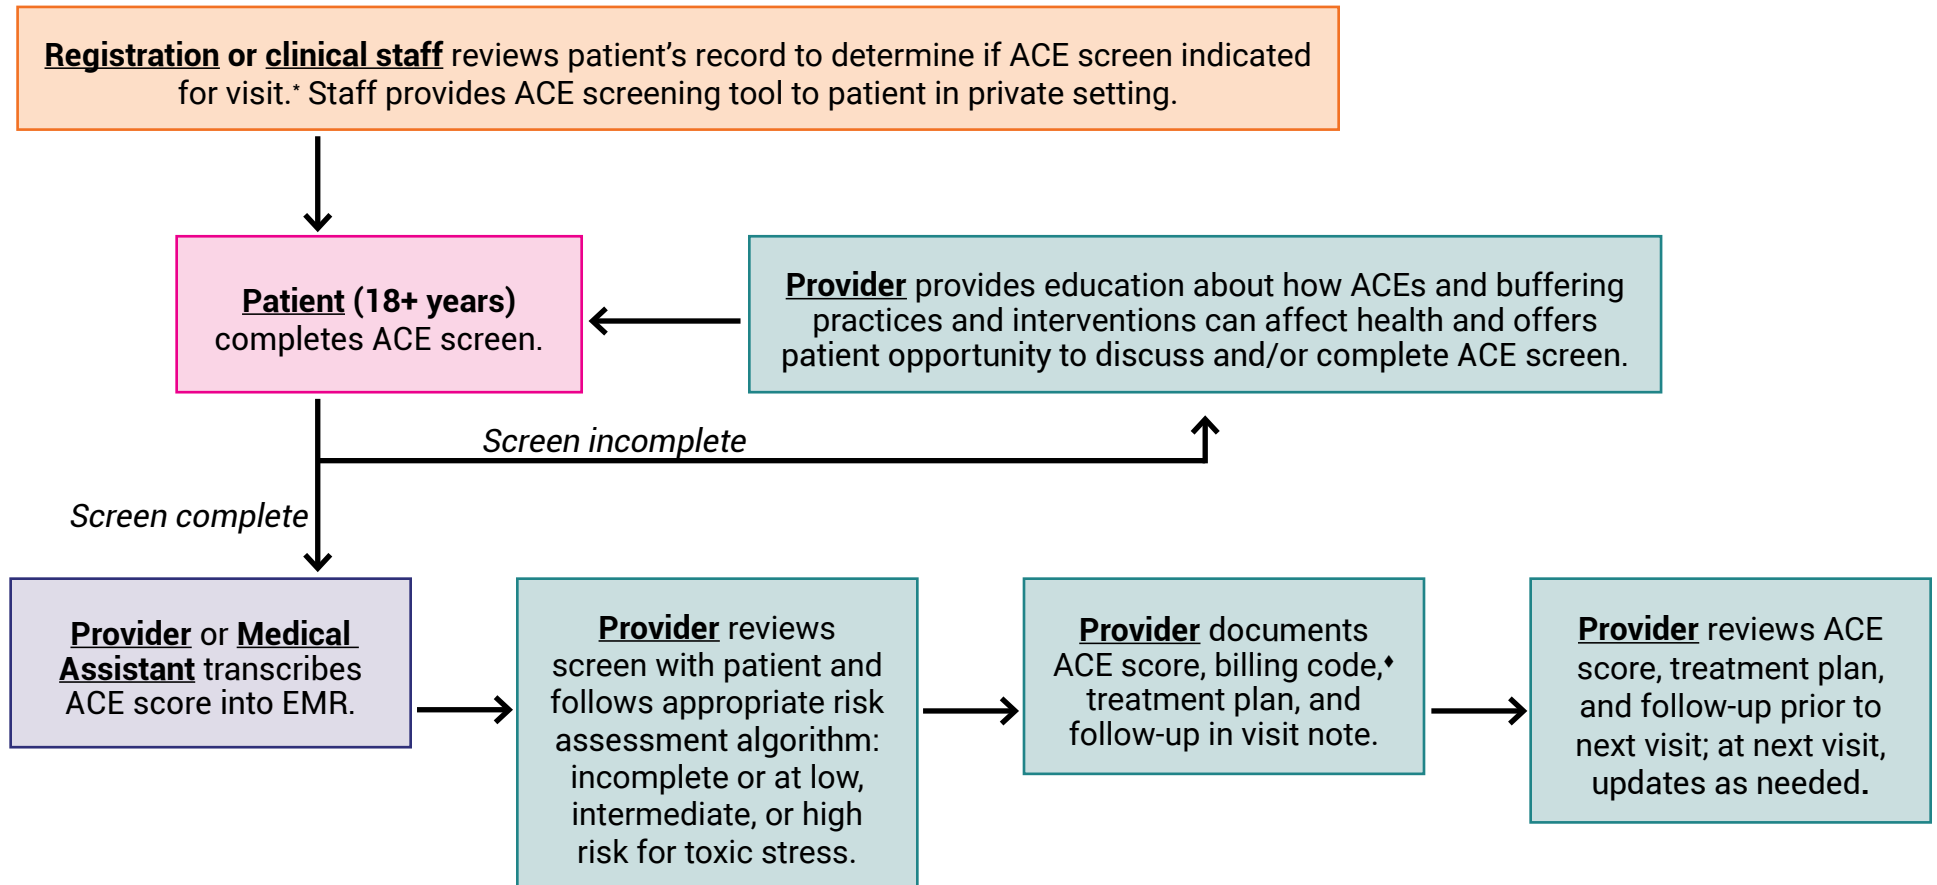 Registration or clinical staff reviews patient’s record to determine if ACE screen indicated
for visit.* Staff provides ACE screening tool to patient in private setting.
Patient (18+ years)
completes ACE screen.
Provider provides education about how ACEs and buffering
practices and interventions can affect health and offers
patient opportunity to discuss and/or complete ACE screen.
Screen incomplete
Screen complete
Provider or Medical
Assistant transcribes
ACE score into EMR.
Provider reviews
screen with patient and
follows appropriate risk
assessment algorithm:
incomplete or at low,
intermediate, or high
risk for toxic stress.
Provider documents
ACE score, billing code,♦
treatment plan, and
follow-up in visit note.
Provider reviews ACE
score, treatment plan,
and follow-up prior to
next visit; at next visit,
updates as needed.